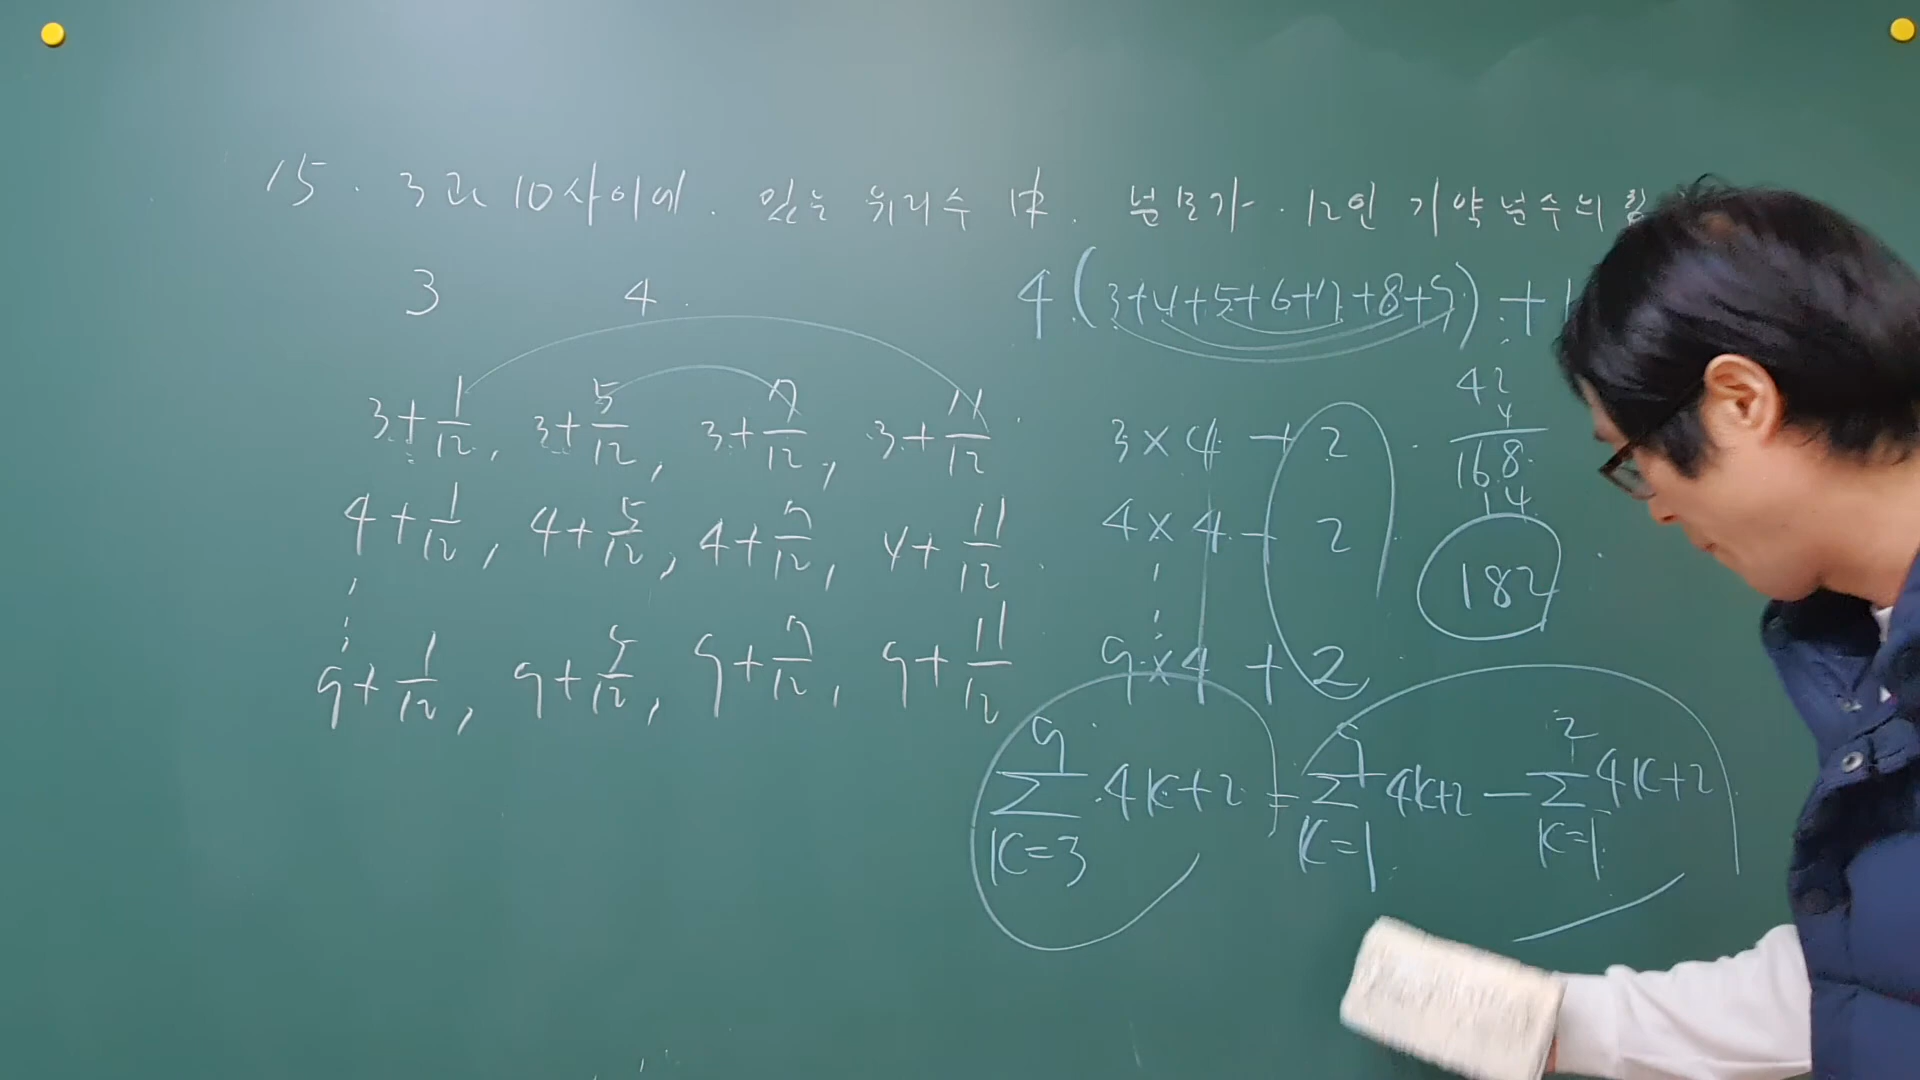 15. 3과 10사이에 있는 유리수 中. 분모가 12인 기약분수의 합
3 4
4(3+4+5+6+7+8+9)+1
3+1/12, 3+5/12, 3+7/12, 3+11/12
3×4+2
4+1/12, 4+5/12, 4+7/12, 4+11/12
4×4+2
⋮
⋮
9+1/12, 9+5/12, 9+7/12, 9+11/12
9×4+2
42
4
168
14
182
9 9 2
∑ 4K+2 = ∑ 4K+2 − ∑ 4K+2
K=3 K=1 K=1